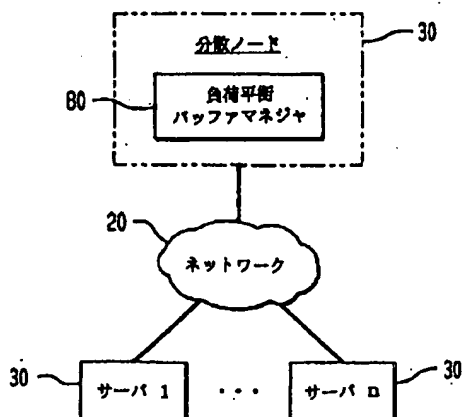 分散ノード
30
80
負荷平衡
バッファマネジャ
20
ネットワーク
30
サーバ 1
...
サーバ n
30